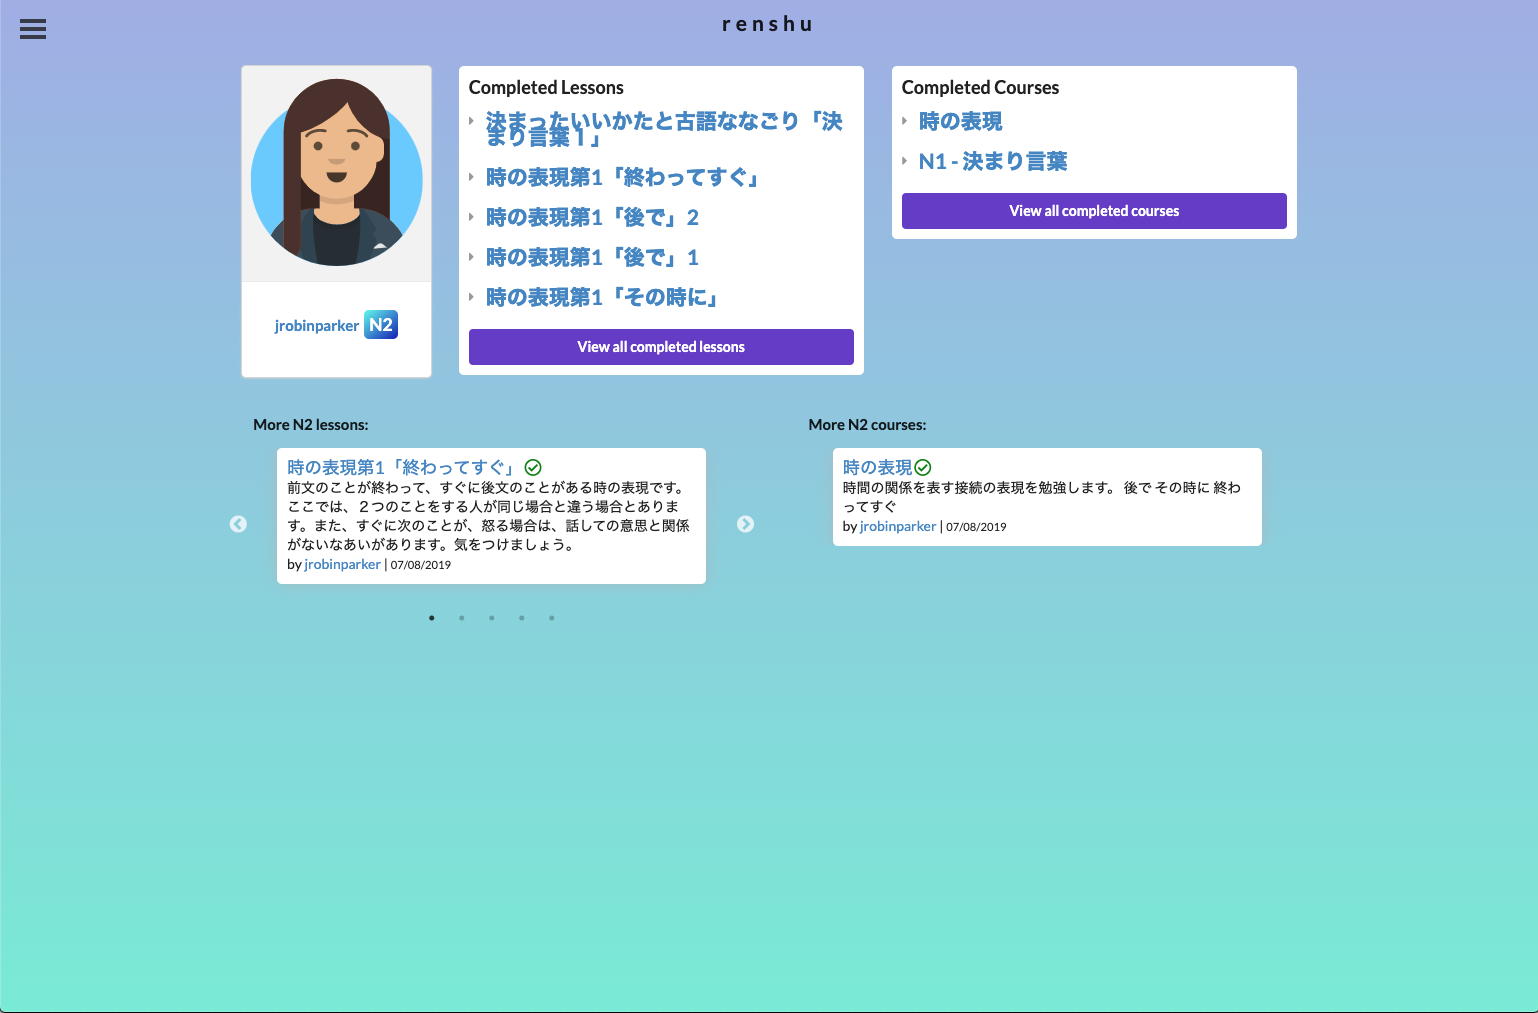 renshu
jrobinparker N2
Completed Lessons
決まったいいかたと古語ななごり「決
まり言葉１」
時の表現第1「終わってすぐ」
時の表現第1「後で」2
時の表現第1「後で」1
時の表現第1「その時に」
View all completed lessons
Completed Courses
時の表現
N1 - 決まり言葉
View all completed courses
More N2 lessons:
時の表現第1「終わってすぐ」
前文のことが終わって、すぐに後文のことがある時の表現です。
ここでは、２つのことをする人が同じ場合と違う場合とありま
す。また、すぐに次のことが、怒る場合は、話しての意思と関係
がないなあいがあります。気をつけましょう。
by jrobinparker | 07/08/2019
More N2 courses:
時の表現
時間の関係を表す接続の表現を勉強します。 後で その時に 終わ
ってすぐ
by jrobinparker | 07/08/2019